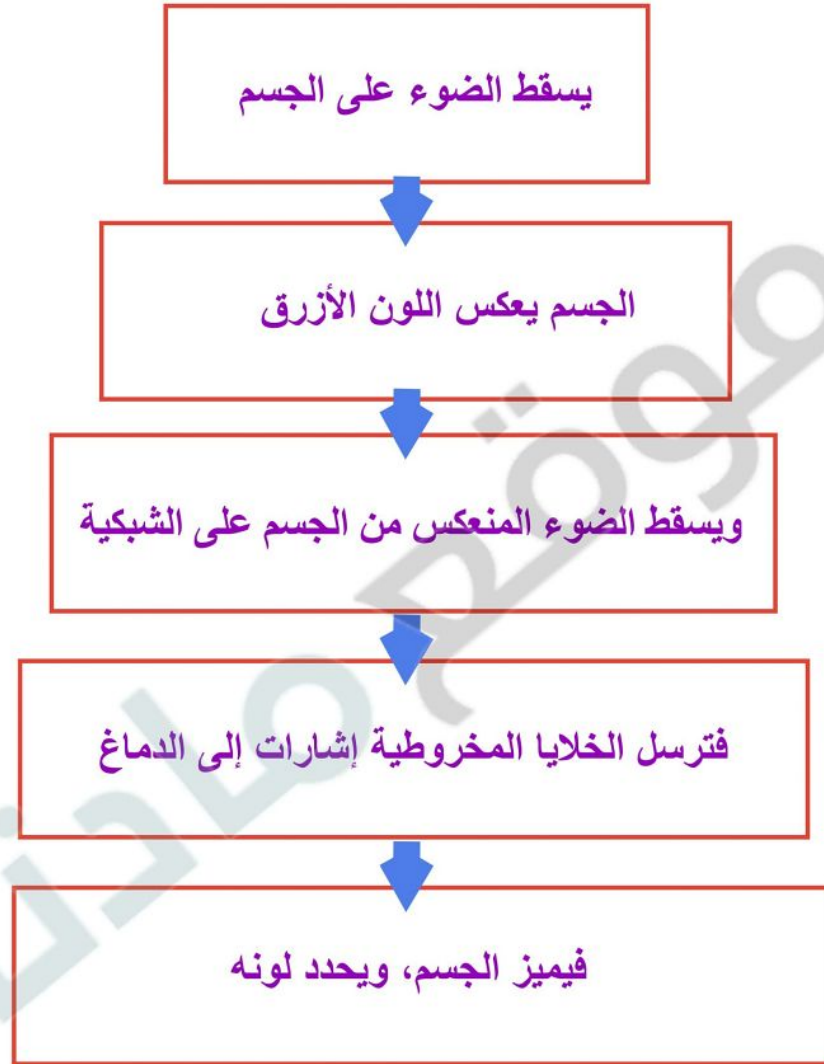 يسقط الضوء على الجسم
الجسم يعكس اللون الأزرق
ويسقط الضوء المنعكس من الجسم على الشبكية
فترسل الخلايا المخروطية إشارات إلى الدماغ
فيميز الجسم، ويحدد لونه
موقع